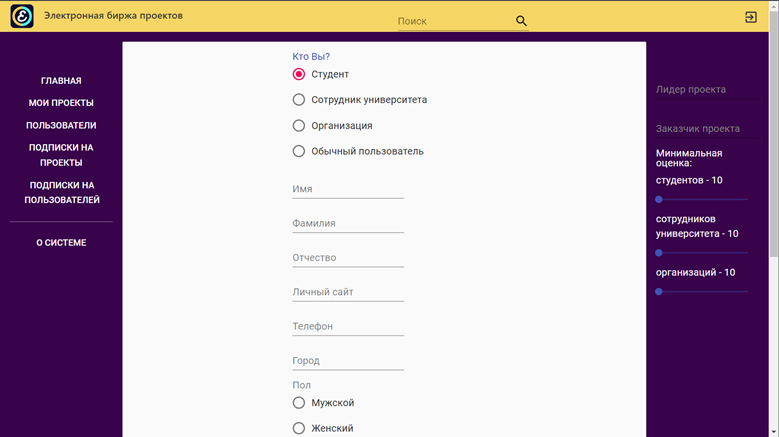 Электронная биржа проектов
Поиск
ГЛАВНАЯ
МОИ ПРОЕКТЫ
ПОЛЬЗОВАТЕЛИ
ПОДПИСКИ НА
ПРОЕКТЫ
ПОДПИСКИ НА
ПОЛЬЗОВАТЕЛЕЙ
О СИСТЕМЕ
Кто Вы?
Студент
Сотрудник университета
Организация
Обычный пользователь
Имя
Фамилия
Отчество
Личный сайт
Телефон
Город
Пол
Мужской
Женский
Лидер проекта
Заказчик проекта
Минимальная
оценка:
студентов - 10
сотрудников
университета - 10
организаций - 10